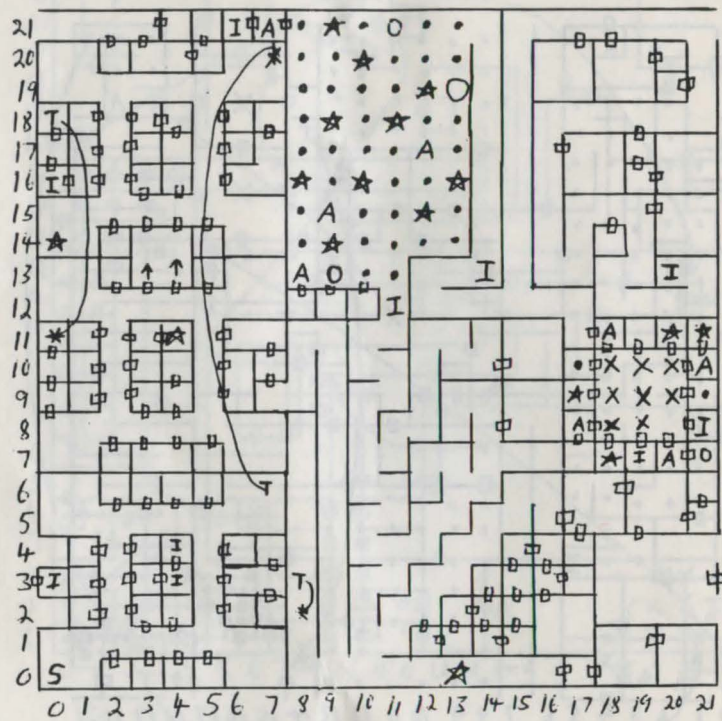 21 I A O
20
19 O
18 T
17 A
16 I
15 A
14
13 A O I I
12 I
11 A
10 X X X A
9 X X X
8 A X X I
7 I A O
6 T
5
4 I
3 I I T
2
1
0 S
0 1 2 3 4 5 6 7 8 9 10 11 12 13 14 15 16 17 18 19 20 21